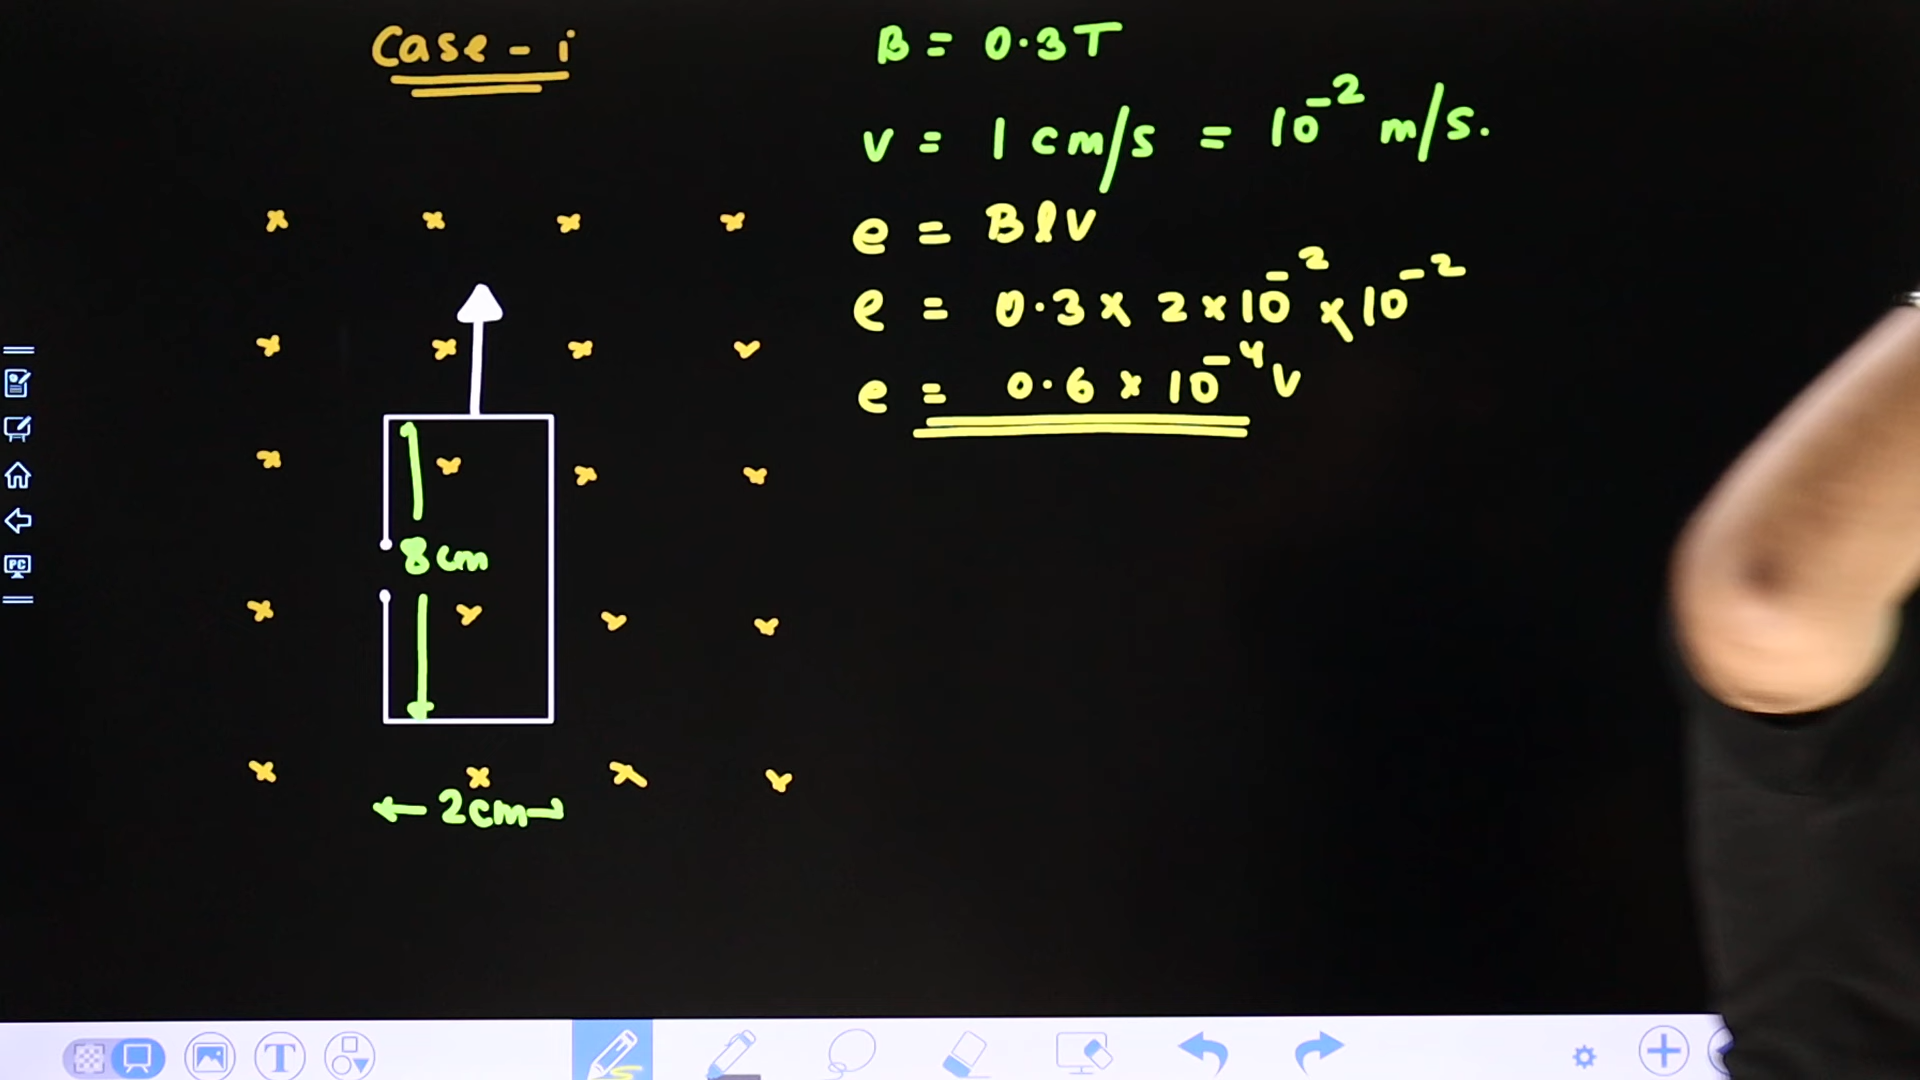 Case - i
B = 0.3T
v = 1 cm/s = 10⁻² m/s.
e = BlV
e = 0.3 x 2 x 10⁻² x 10⁻²
e = 0.6 x 10⁻⁴ V
8 cm
2cm
PC
T